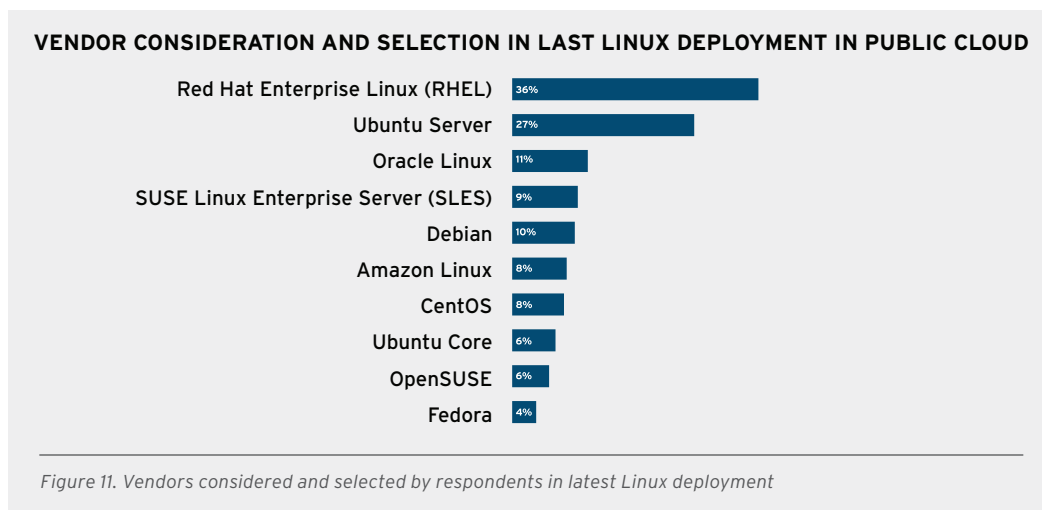 VENDOR CONSIDERATION AND SELECTION IN LAST LINUX DEPLOYMENT IN PUBLIC CLOUD
Red Hat Enterprise Linux (RHEL) 36%
Ubuntu Server 27%
Oracle Linux 11%
SUSE Linux Enterprise Server (SLES) 9%
Debian 10%
Amazon Linux 8%
CentOS 8%
Ubuntu Core 6%
OpenSUSE 6%
Fedora 4%
Figure 11. Vendors considered and selected by respondents in latest Linux deployment